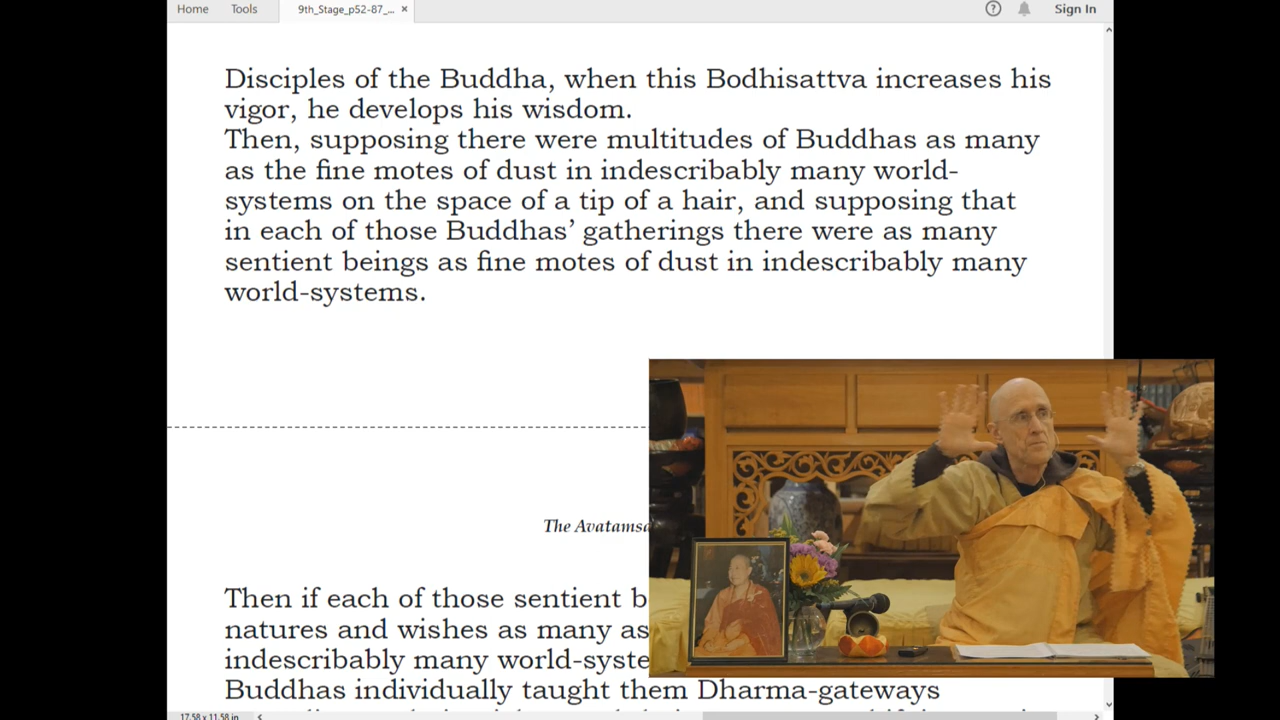 Home Tools 9th_Stage_p52-87_... × ? Sign In
Disciples of the Buddha, when this Bodhisattva increases his
vigor, he develops his wisdom.
Then, supposing there were multitudes of Buddhas as many
as the fine motes of dust in indescribably many world-
systems on the space of a tip of a hair, and supposing that
in each of those Buddhas’ gatherings there were as many
sentient beings as fine motes of dust in indescribably many
world-systems.
The Avatamsa
Then if each of those sentient b
natures and wishes as many as
indescribably many world-syste
Buddhas individually taught them Dharma-gateways
17.58 x 11.58 in